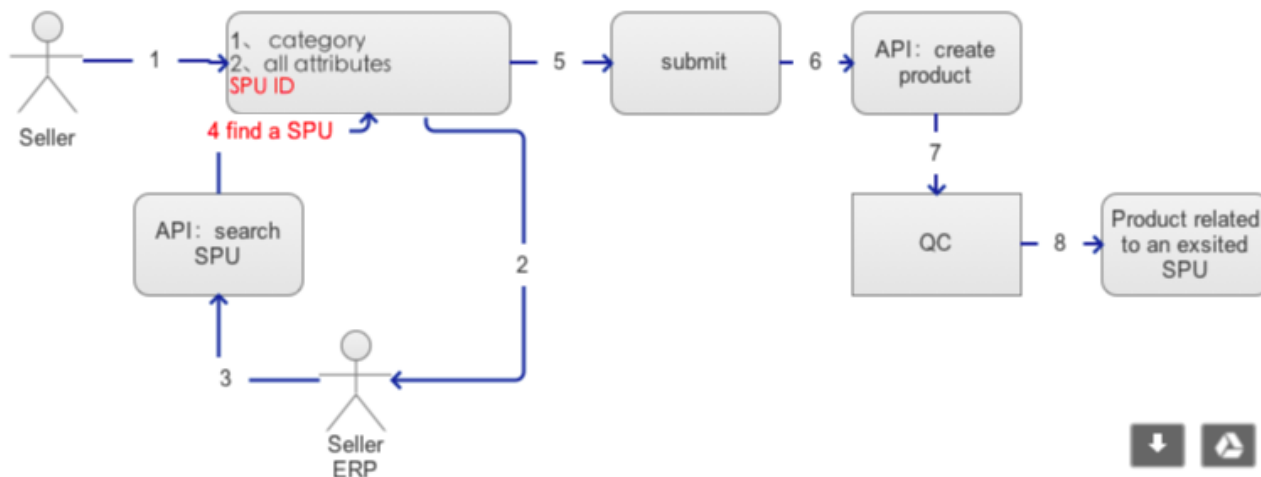 1
1、 category
2、 all attributes
SPU ID
5
submit
6
API：create
product
Seller
4 find a SPU
7
API：search
SPU
2
QC
8
Product related
to an exsited
SPU
3
Seller
ERP